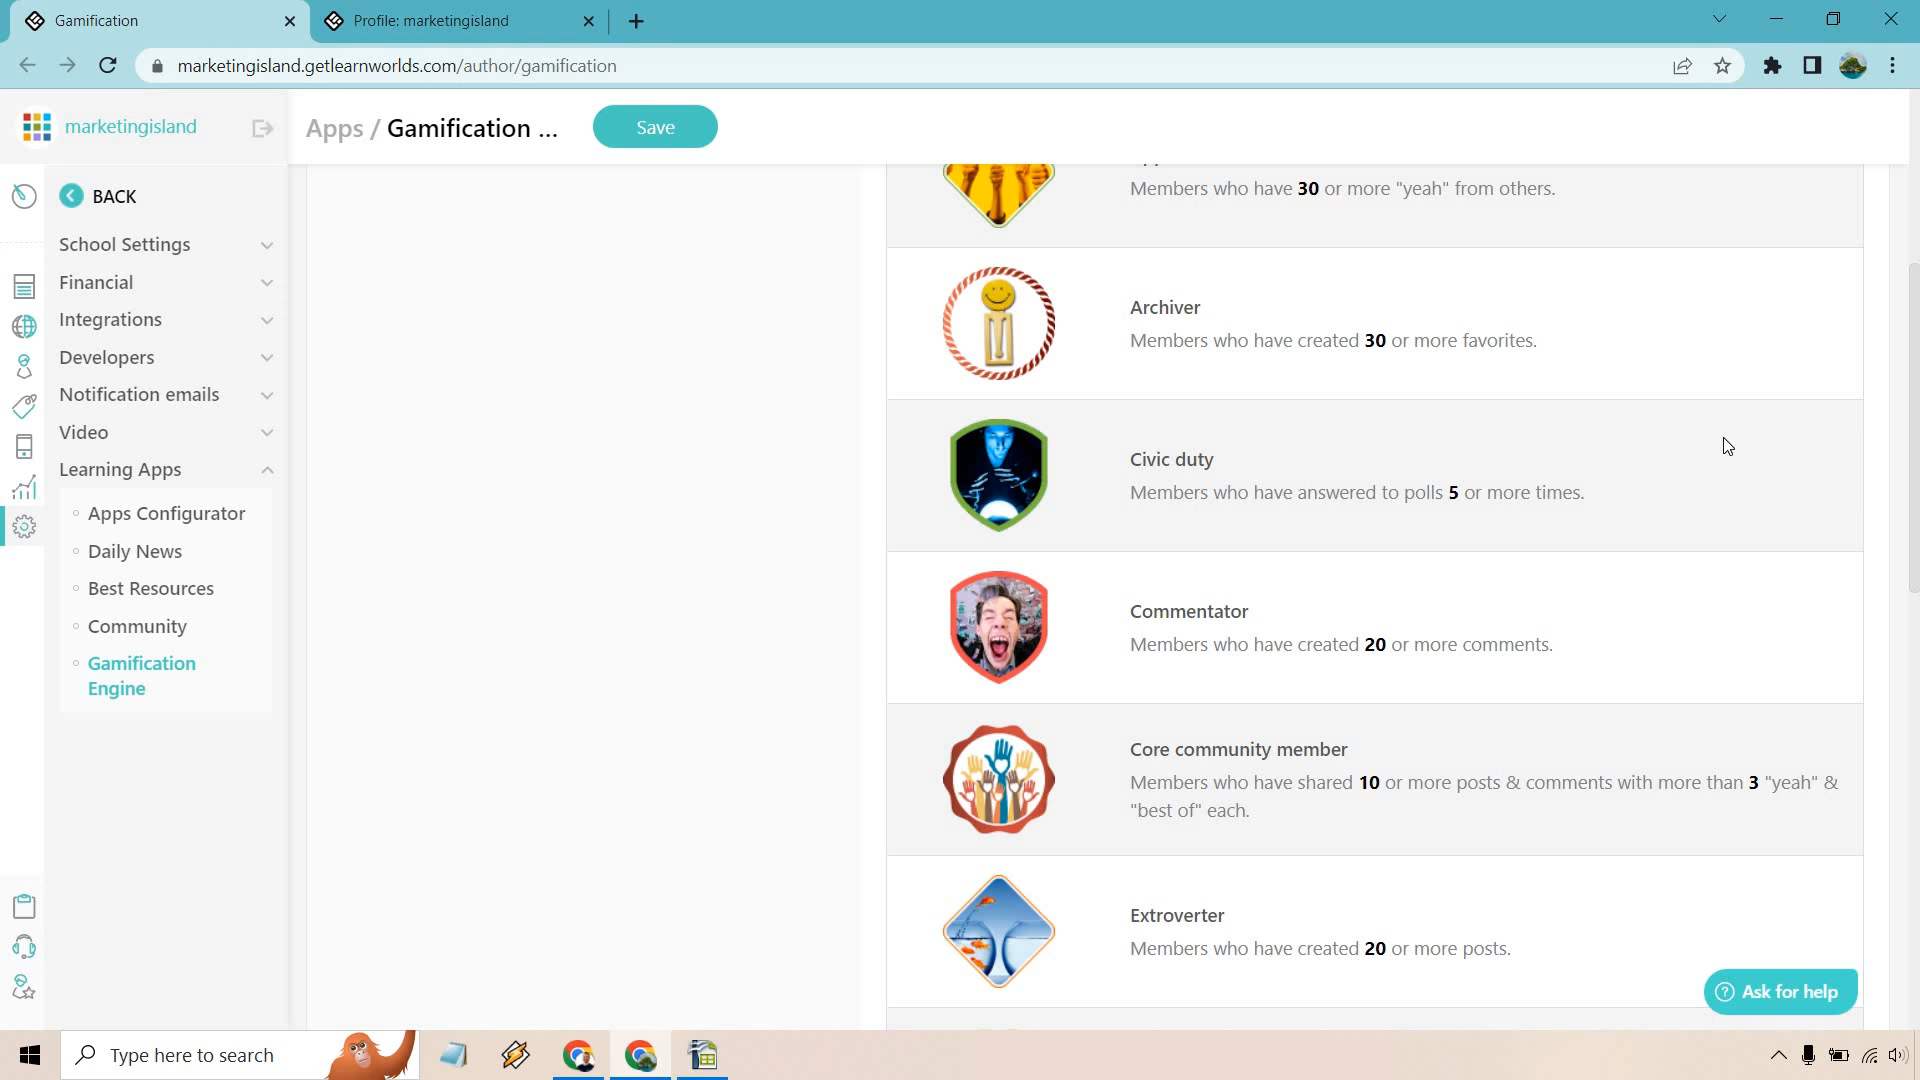 Gamification
Profile: marketingisland
marketingisland.getlearnworlds.com/author/gamification
marketingisland
Apps / Gamification ...
Save
BACK
School Settings
Financial
Integrations
Developers
Notification emails
Video
Learning Apps
Apps Configurator
Daily News
Best Resources
Community
Gamification
Engine
Members who have 30 or more "yeah" from others.
Archiver
Members who have created 30 or more favorites.
Civic duty
Members who have answered to polls 5 or more times.
Commentator
Members who have created 20 or more comments.
Core community member
Members who have shared 10 or more posts & comments with more than 3 "yeah" &
"best of" each.
Extroverter
Members who have created 20 or more posts.
Ask for help
Type here to search